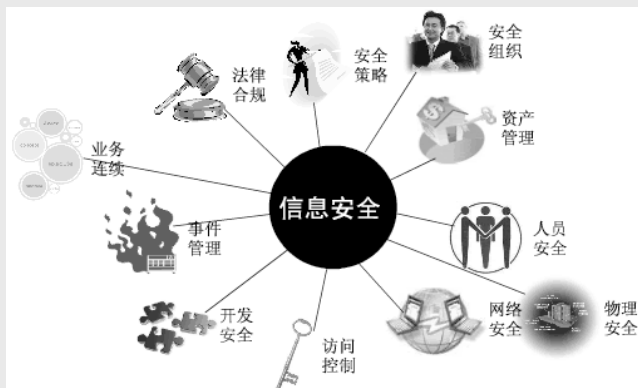 信息安全
安全
策略
安全
组织
资产
管理
人员
安全
物理
安全
网络
安全
访问
控制
开发
安全
事件
管理
业务
连续
法律
合规